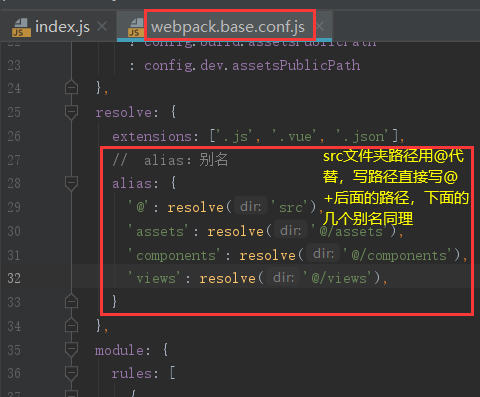 index.js
webpack.base.conf.js
22 ? config.build.assetsPublicPath
23 : config.dev.assetsPublicPath
24 },
25 resolve: {
26 extensions: ['.js', '.vue', '.json'],
27 // alias：别名
28 alias: {
29 '@': resolve( dir: 'src'),
30 'assets': resolve( dir: '@/assets'),
31 'components': resolve( dir: '@/components'),
32 'views': resolve( dir: '@/views'),
33 }
34 },
35 module: {
36 rules: [
37 {
src文件夹路径用@代
替，写路径直接写@
+后面的路径，下面的
几个别名同理